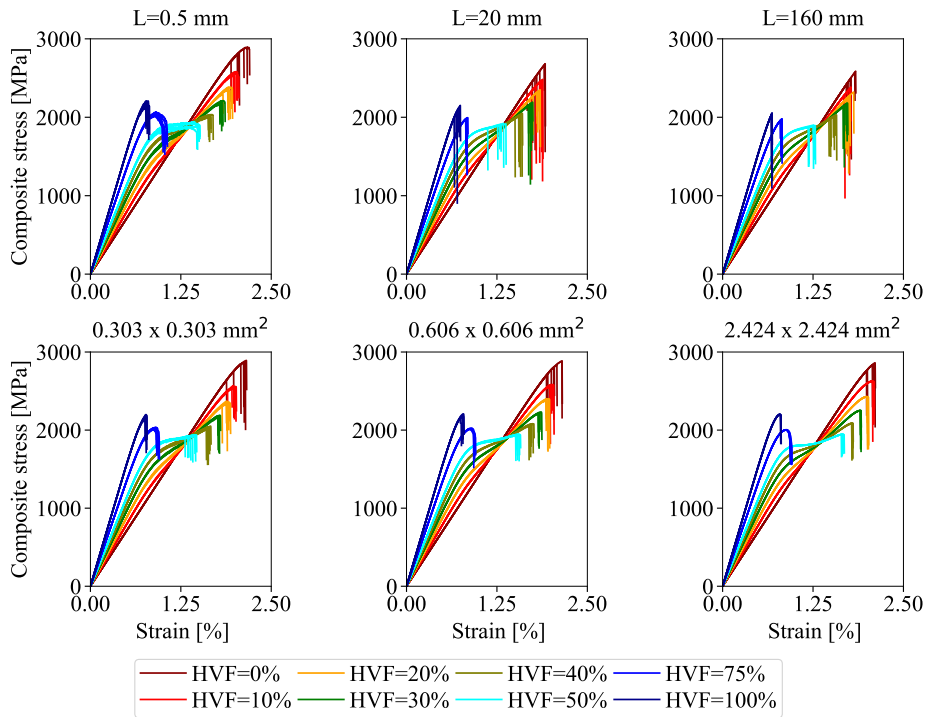 L=0.5 mm L=20 mm L=160 mm
3000 3000 3000
2000 2000 2000
1000 1000 1000
0 0 0
0.00 1.25 2.50 0.00 1.25 2.50 0.00 1.25 2.50
Composite stress [MPa]
0.303 x 0.303 mm² 0.606 x 0.606 mm² 2.424 x 2.424 mm²
3000 3000 3000
2000 2000 2000
1000 1000 1000
0 0 0
0.00 1.25 2.50 0.00 1.25 2.50 0.00 1.25 2.50
Composite stress [MPa]
Strain [%] Strain [%] Strain [%]
HVF=0% HVF=20% HVF=40% HVF=75%
HVF=10% HVF=30% HVF=50% HVF=100%